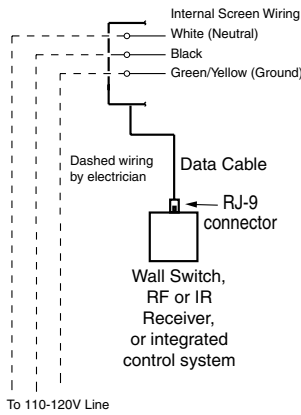 Internal Screen Wiring
White (Neutral)
Black
Green/Yellow (Ground)
Dashed wiring
by electrician
Data Cable
RJ-9
connector
Wall Switch,
RF or IR
Receiver,
or integrated
control system
To 110-120V Line